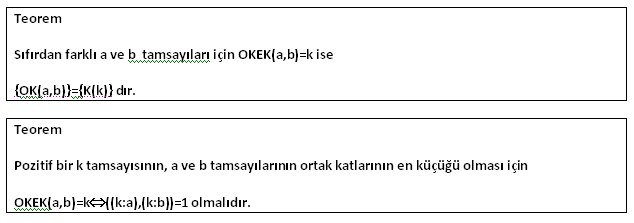 Teorem
Sıfırdan farklı a ve b tamsayıları için OKEK(a,b)=k ise
{OK(a,b)}={K(k)} dır.
Teorem
Pozitif bir k tamsayısının, a ve b tamsayılarının ortak katlarının en küçüğü olması için
OKEK(a,b)=k⇔((k:a),(k:b))=1 olmalıdır.